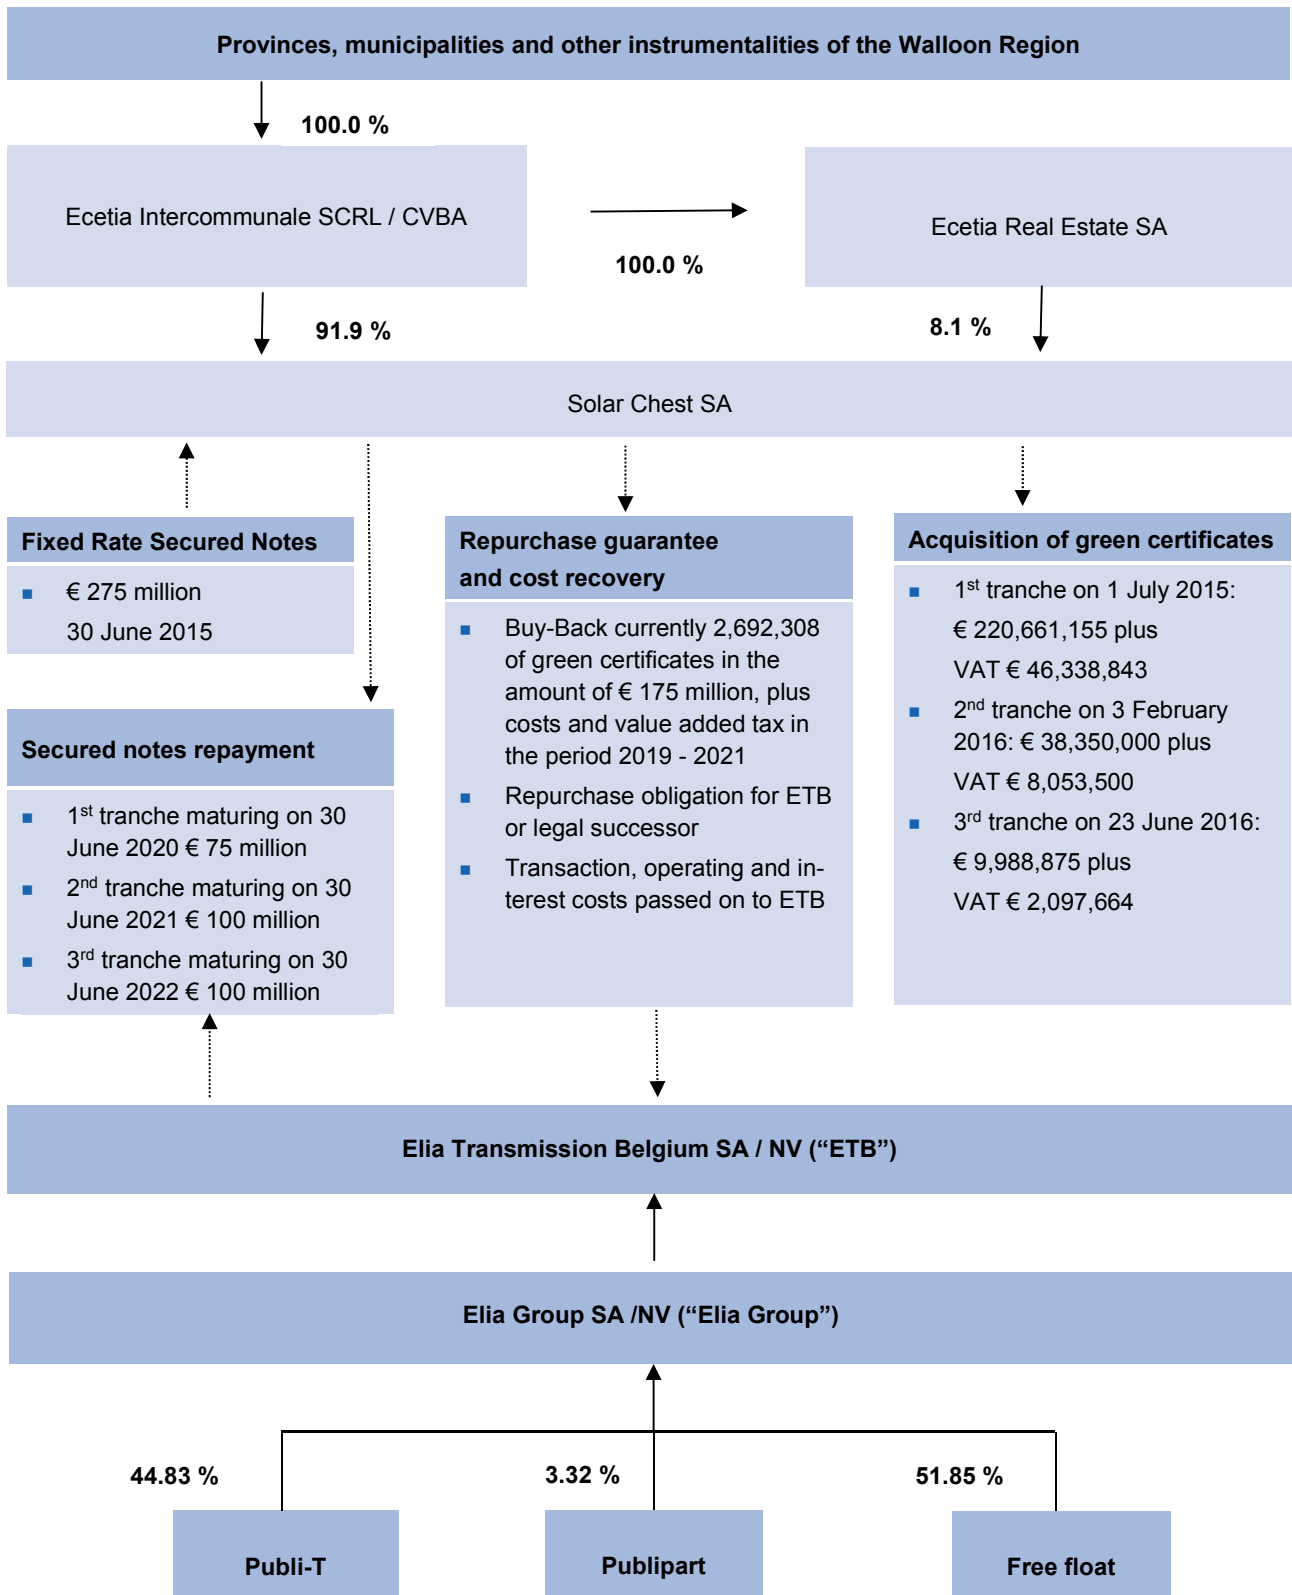 Provinces, municipalities and other instrumentalities of the Walloon Region
100.0 %
Ecetia Intercommunale SCRL / CVBA
100.0 %
Ecetia Real Estate SA
91.9 %
8.1 %
Solar Chest SA
Fixed Rate Secured Notes
■ € 275 million
30 June 2015
Secured notes repayment
■ 1st tranche maturing on 30
June 2020 € 75 million
■ 2nd tranche maturing on 30
June 2021 € 100 million
■ 3rd tranche maturing on 30
June 2022 € 100 million
Repurchase guarantee
and cost recovery
■ Buy-Back currently 2,692,308
of green certificates in the
amount of € 175 million, plus
costs and value added tax in
the period 2019 - 2021
■ Repurchase obligation for ETB
or legal successor
■ Transaction, operating and in-
terest costs passed on to ETB
Acquisition of green certificates
■ 1st tranche on 1 July 2015:
€ 220,661,155 plus
VAT € 46,338,843
■ 2nd tranche on 3 February
2016: € 38,350,000 plus
VAT € 8,053,500
■ 3rd tranche on 23 June 2016:
€ 9,988,875 plus
VAT € 2,097,664
Elia Transmission Belgium SA / NV (“ETB”)
Elia Group SA /NV (“Elia Group”)
44.83 %
3.32 %
51.85 %
Publi-T
Publipart
Free float